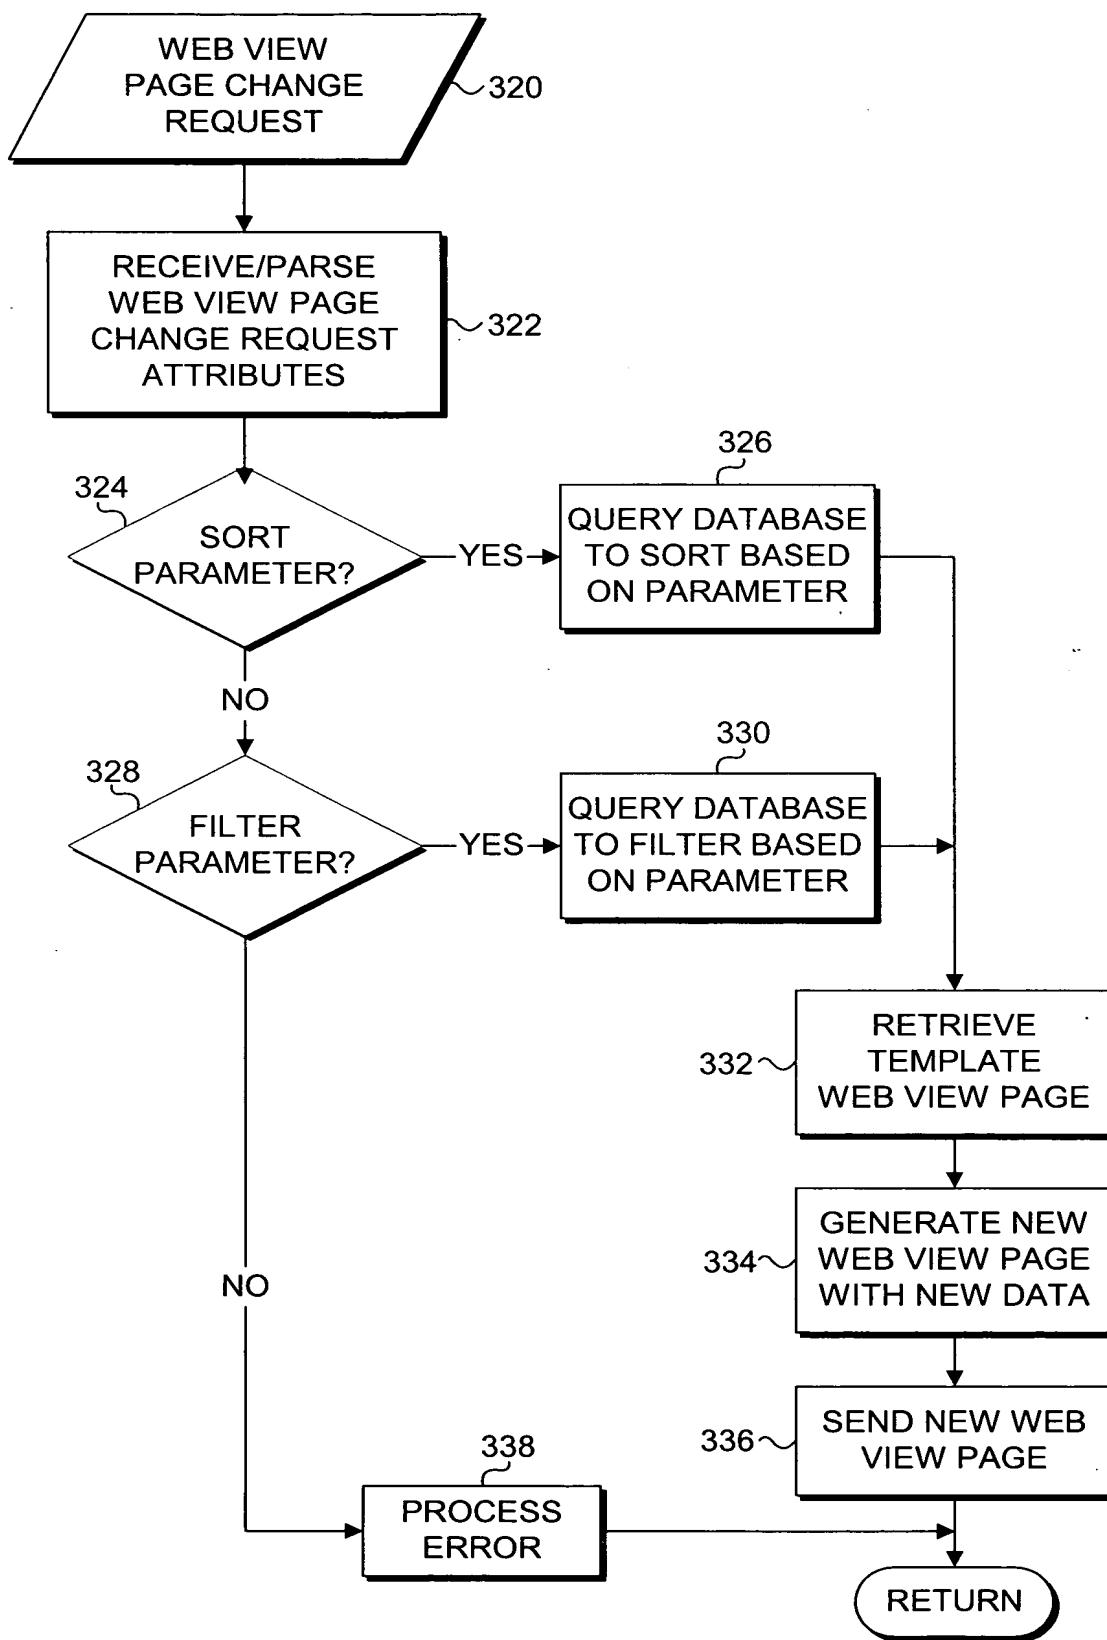 WEB VIEW
PAGE CHANGE
REQUEST
320
RECEIVE/PARSE
WEB VIEW PAGE
CHANGE REQUEST
ATTRIBUTES
322
324
SORT
PARAMETER?
YES
326
QUERY DATABASE
TO SORT BASED
ON PARAMETER
NO
328
FILTER
PARAMETER?
YES
330
QUERY DATABASE
TO FILTER BASED
ON PARAMETER
332
RETRIEVE
TEMPLATE
WEB VIEW PAGE
334
GENERATE NEW
WEB VIEW PAGE
WITH NEW DATA
NO
336
SEND NEW WEB
VIEW PAGE
338
PROCESS
ERROR
RETURN